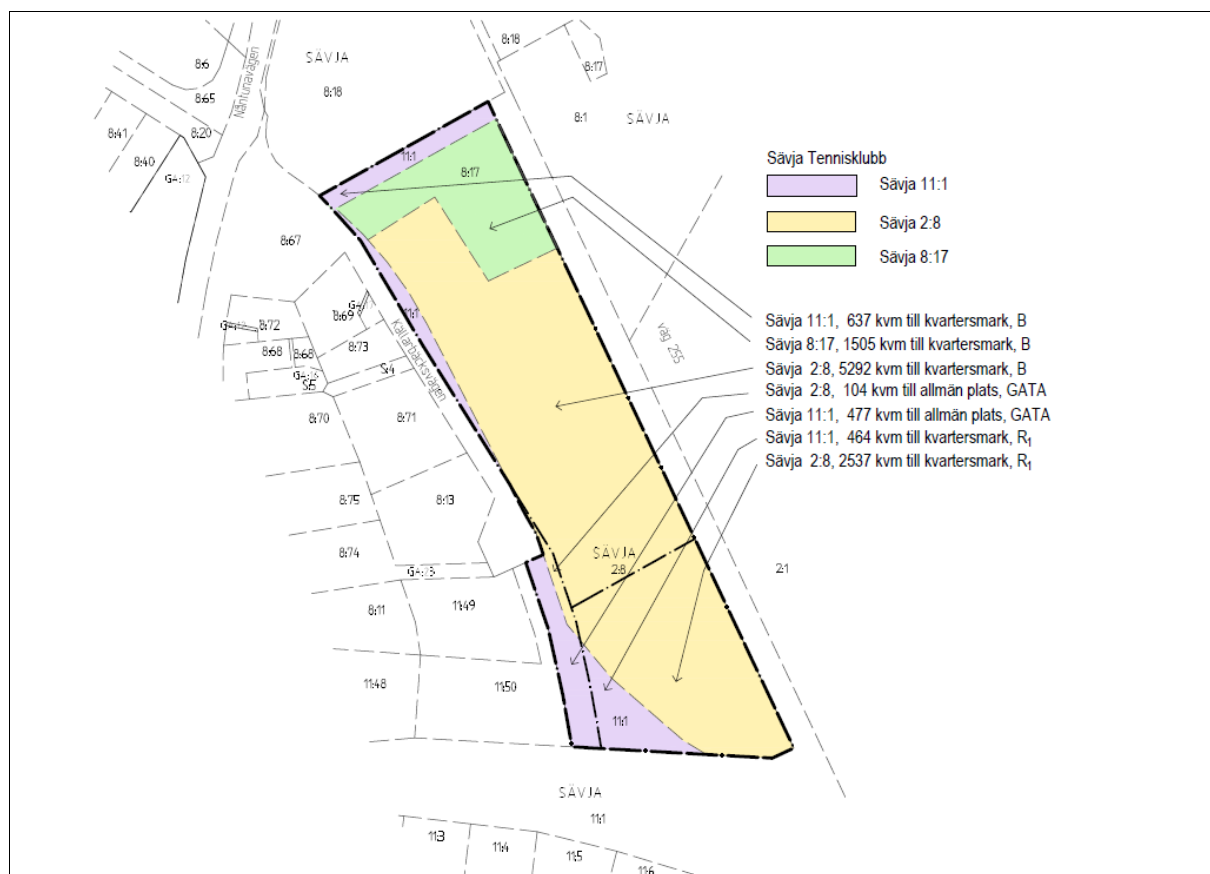 8:18
8:17
SÄVJA
8:6
8:18
8:65
Nåntunavägen
8:20
8:41
8:40
GA:12
8:1
SÄVJA
11:1
8:17
Sävja Tennisklubb
Sävja 11:1
Sävja 2:8
Sävja 8:17
8:67
8:69
8:72
8:73
8:68
8:68
S:4
S:5
11:1
Källarbacksvägen
väg 255
Sävja 11:1, 637 kvm till kvartersmark, B
Sävja 8:17, 1505 kvm till kvartersmark, B
Sävja 2:8, 5292 kvm till kvartersmark, B
Sävja 2:8, 104 kvm till allmän plats, GATA
Sävja 11:1, 477 kvm till allmän plats, GATA
Sävja 11:1, 464 kvm till kvartersmark, R1
Sävja 2:8, 2537 kvm till kvartersmark, R1
8:70
8:71
8:75
8:13
8:74
SÄVJA
2:8
2:1
8:11
11:49
11:48
11:50
11:1
SÄVJA
11:1
11:3
11:4
11:5
11:6